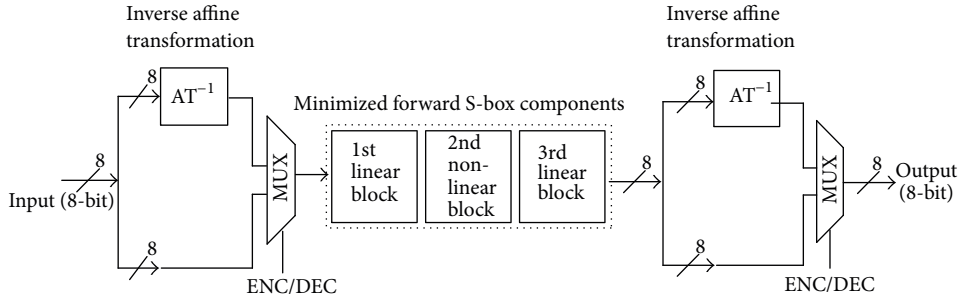 Inverse affine
transformation
8
AT⁻¹
8
Input (8-bit)
8
MUX
ENC/DEC
Minimized forward S-box components
1st
linear
block
2nd
non-
linear
block
3rd
linear
block
8
Inverse affine
transformation
8
AT⁻¹
8
MUX
ENC/DEC
8
Output
(8-bit)